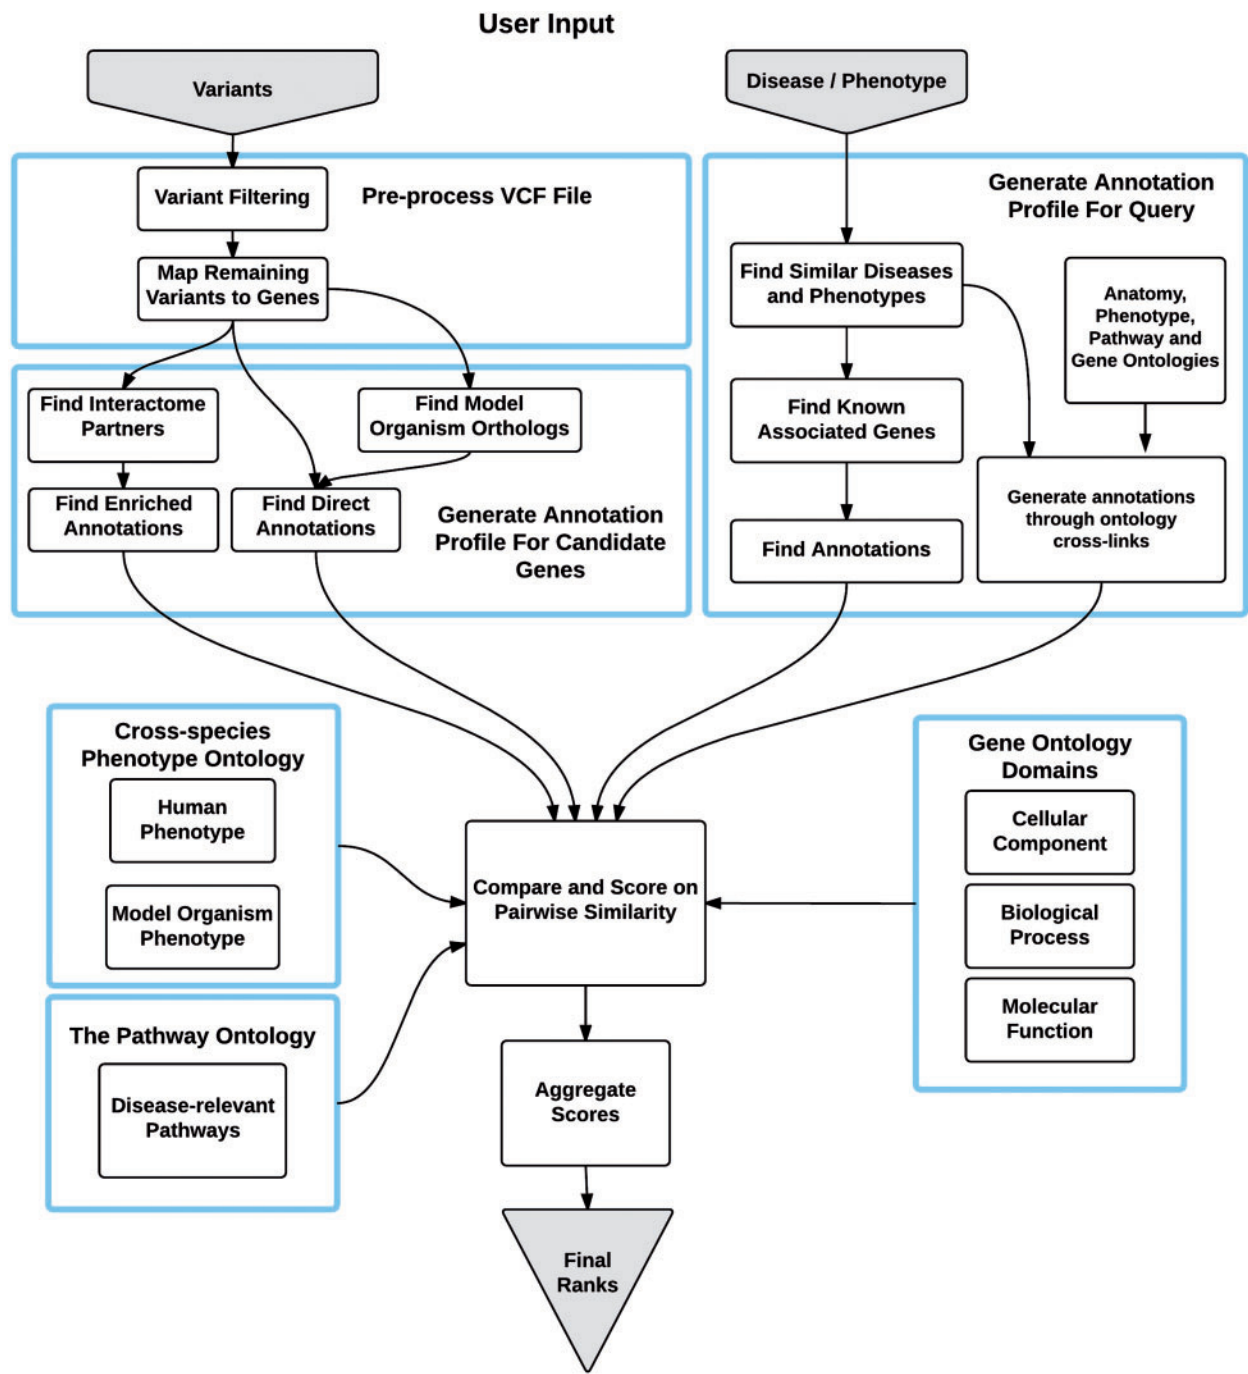 User Input
Variants
Disease / Phenotype
Variant Filtering
Pre-process VCF File
Map Remaining
Variants to Genes
Generate Annotation
Profile For Query
Find Similar Diseases
and Phenotypes
Anatomy,
Phenotype,
Pathway and
Gene Ontologies
Find Interactome
Partners
Find Model
Organism Orthologs
Find Known
Associated Genes
Find Enriched
Annotations
Find Direct
Annotations
Generate Annotation
Profile For Candidate
Genes
Find Annotations
Generate annotations
through ontology
cross-links
Cross-species
Phenotype Ontology
Human
Phenotype
Model Organism
Phenotype
Compare and Score on
Pairwise Similarity
Gene Ontology
Domains
Cellular
Component
Biological
Process
Molecular
Function
The Pathway Ontology
Disease-relevant
Pathways
Aggregate
Scores
Final
Ranks